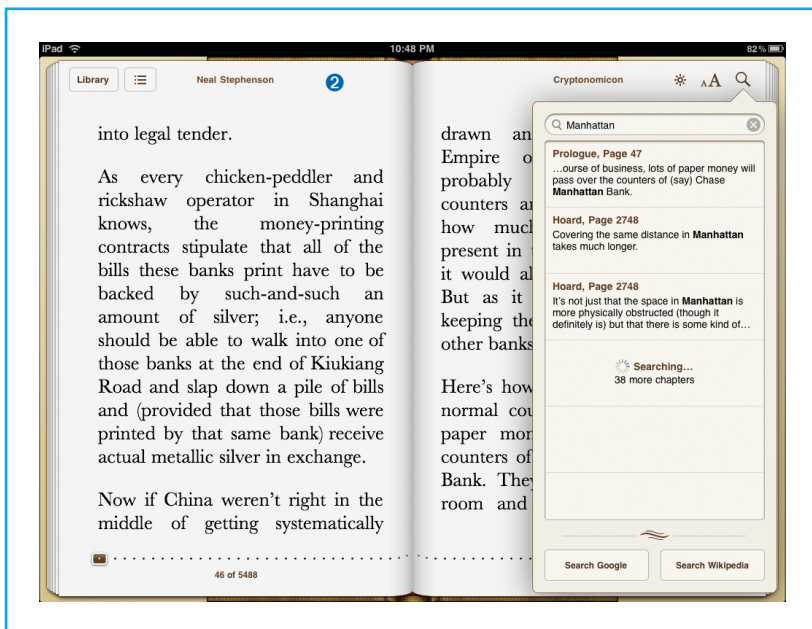 iPad 10:48 PM 82%
Library Neal Stephenson 2 Cryptonomicon AA
into legal tender.
As every chicken-peddler and
rickshaw operator in Shanghai
knows, the money-printing
contracts stipulate that all of the
bills these banks print have to be
backed by such-and-such an
amount of silver; i.e., anyone
should be able to walk into one of
those banks at the end of Kiukiang
Road and slap down a pile of bills
and (provided that those bills were
printed by that same bank) receive
actual metallic silver in exchange.
Now if China weren't right in the
middle of getting systematically
46 of 5488
drawn an
Empire o
probably
counters a
how much
present in
it would al
But as it
keeping the
other banks
Here's how
normal cou
paper mon
counters of
Bank. They
room and
Manhattan
Prologue, Page 47
…ourse of business, lots of paper money will
pass over the counters of (say) Chase
Manhattan Bank.
Hoard, Page 2748
Covering the same distance in Manhattan
takes much longer.
Hoard, Page 2748
It's not just that the space in Manhattan is
more physically obstructed (though it
definitely is) but that there is some kind of…
Searching...
38 more chapters
Search Google Search Wikipedia